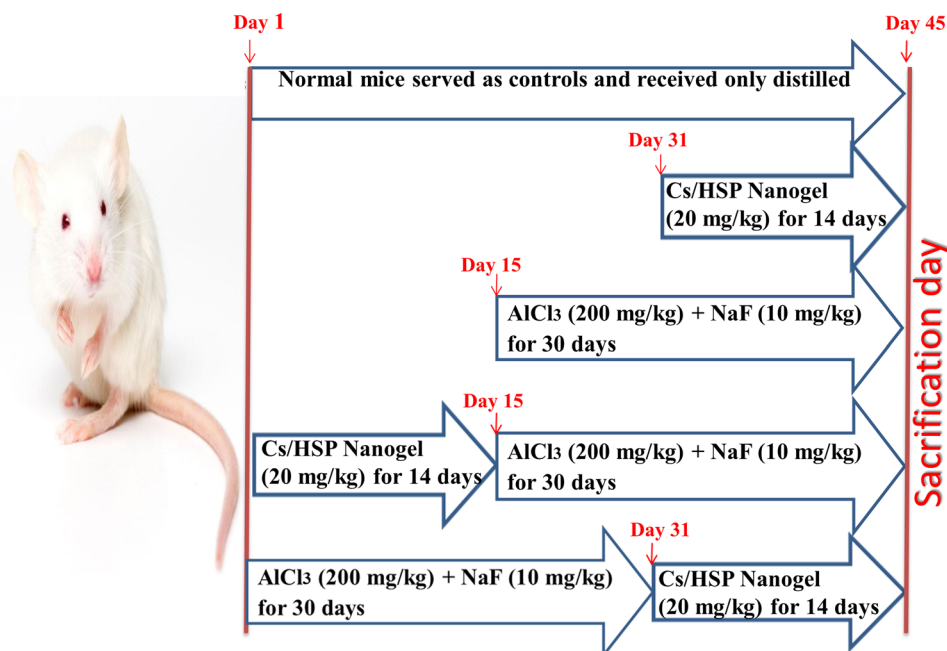 Day 1
Day 45
Normal mice served as controls and received only distilled
Day 31
Cs/HSP Nanogel
(20 mg/kg) for 14 days
Day 15
AlCl3 (200 mg/kg) + NaF (10 mg/kg)
for 30 days
Day 15
Cs/HSP Nanogel
(20 mg/kg) for 14 days
AlCl3 (200 mg/kg) + NaF (10 mg/kg)
for 30 days
Day 31
AlCl3 (200 mg/kg) + NaF (10 mg/kg)
for 30 days
Cs/HSP Nanogel
(20 mg/kg) for 14 days
Sacrification day